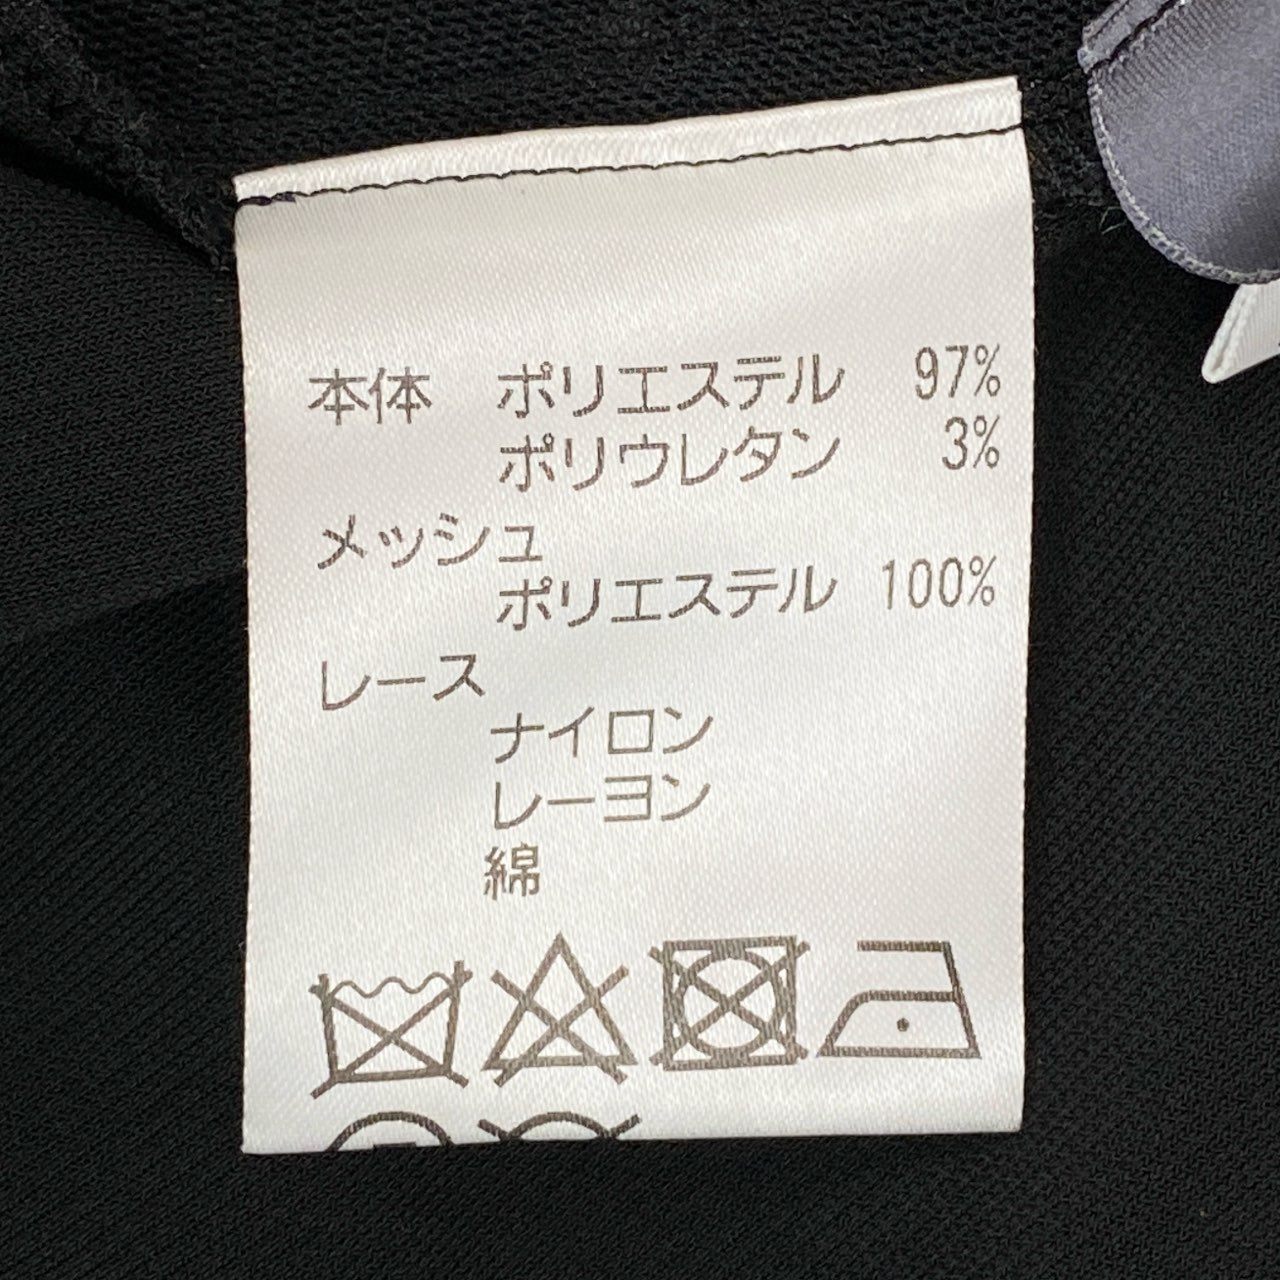 本体 ポリエステル 97%
ポリウレタン 3%
メッシュ
ポリエステル 100%
レース
ナイロン
レーヨン
綿